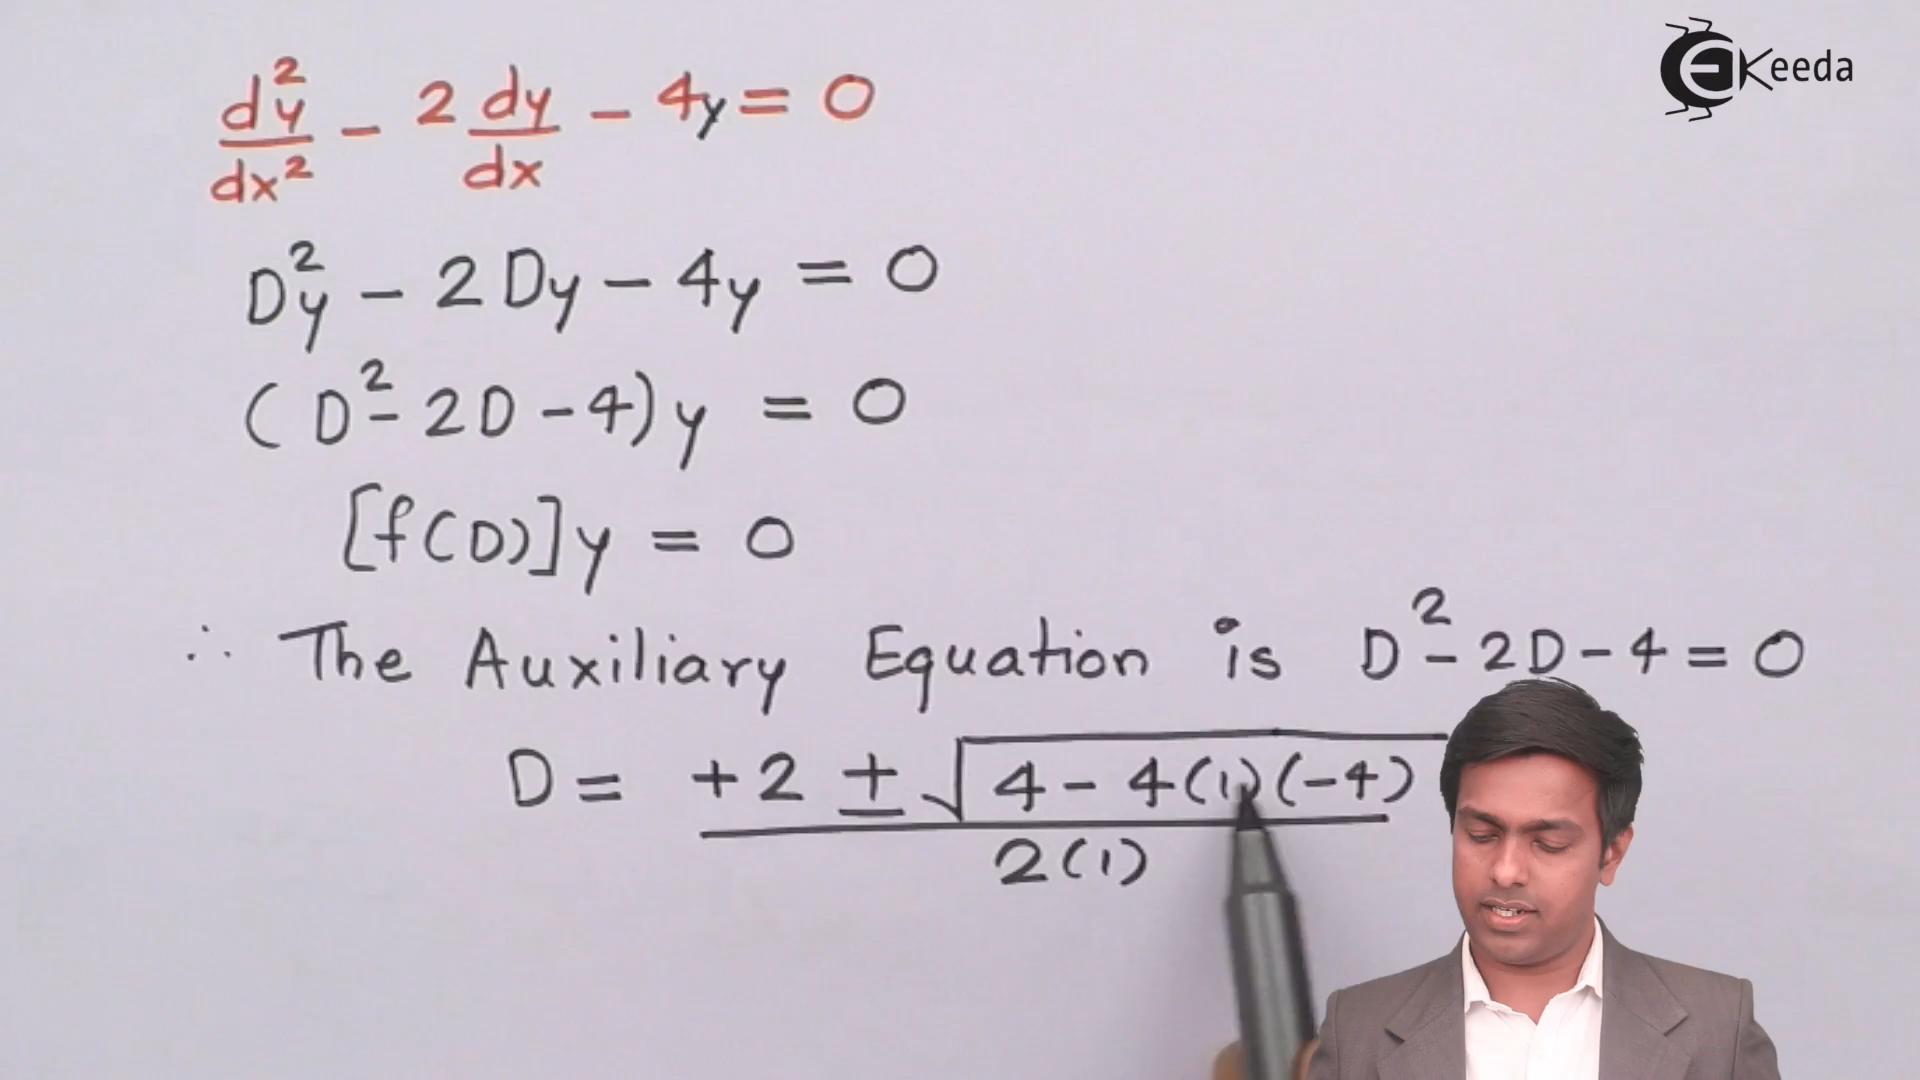 EKeeda
d²y/dx² - 2 dy/dx - 4y = 0
D²y - 2Dy - 4y = 0
(D² - 2D - 4)y = 0
[f(D)]y = 0
∴ The Auxiliary Equation is D² - 2D - 4 = 0
D = +2 ± √4 - 4(1)(-4)
2(1)